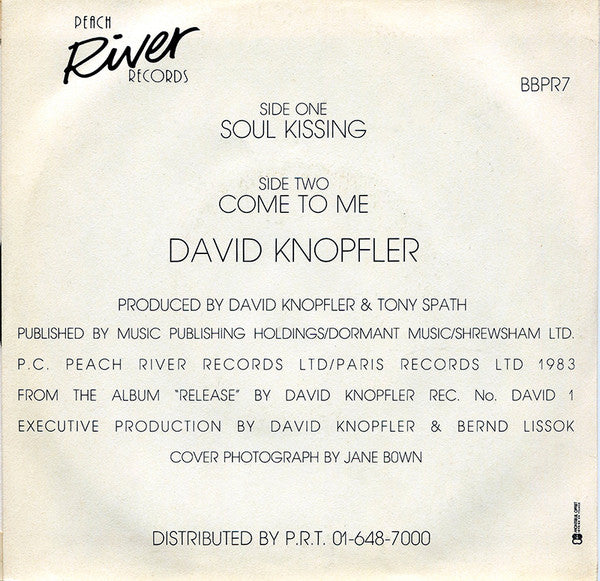 PEACH
River
RECORDS
BBPR7
SIDE ONE
SOUL KISSING
SIDE TWO
COME TO ME
DAVID KNOPFLER
PRODUCED BY DAVID KNOPFLER & TONY SPATH
PUBLISHED BY MUSIC PUBLISHING HOLDINGS/DORMANT MUSIC/SHREWSHAM LTD.
P.C. PEACH RIVER RECORDS LTD/PARIS RECORDS LTD 1983
FROM THE ALBUM "RELEASE" BY DAVID KNOPFLER REC. No. DAVID 1
EXECUTIVE PRODUCTION BY DAVID KNOPFLER & BERND LISSOK
COVER PHOTOGRAPH BY JANE B0WN
DISTRIBUTED BY P.R.T. 01-648-7000